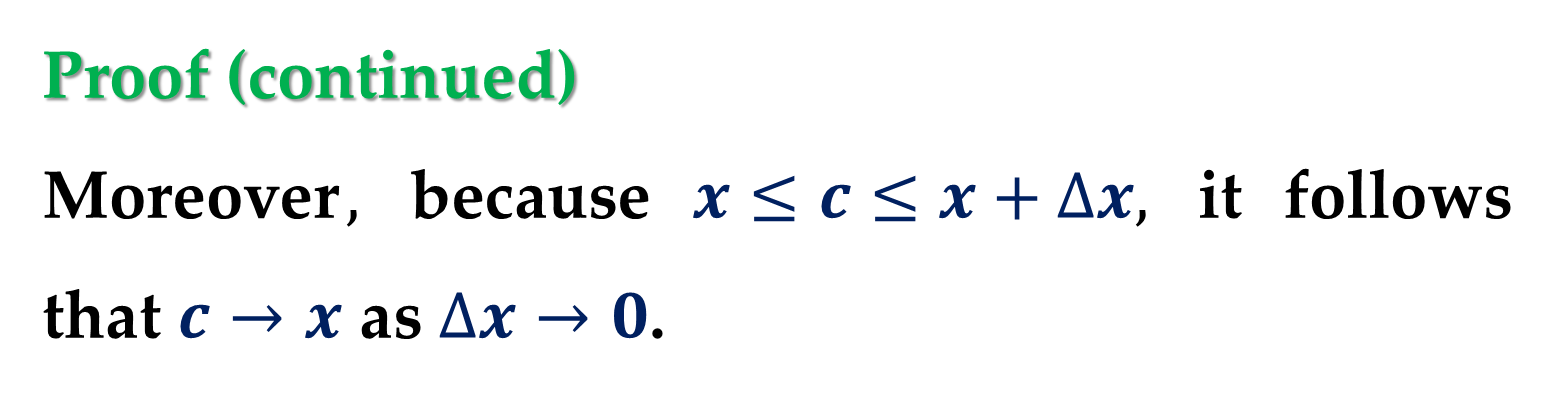 Proof (continued)
Moreover, because x ≤ c ≤ x + Δx, it follows
that c → x as Δx → 0.